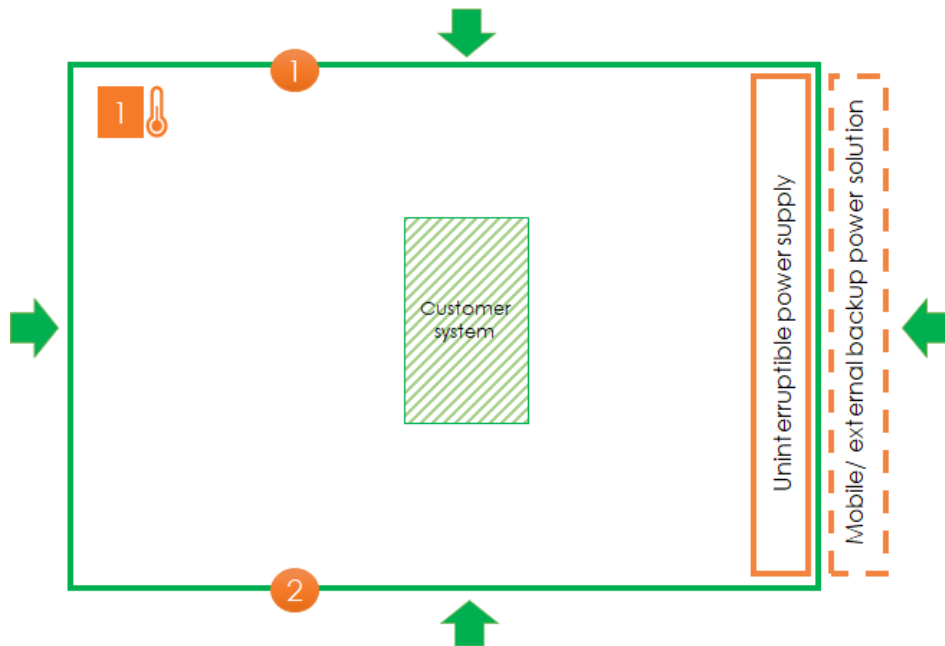 1
1
Customer
system
Uninterruptible power supply
Mobile/ external backup power solution
2